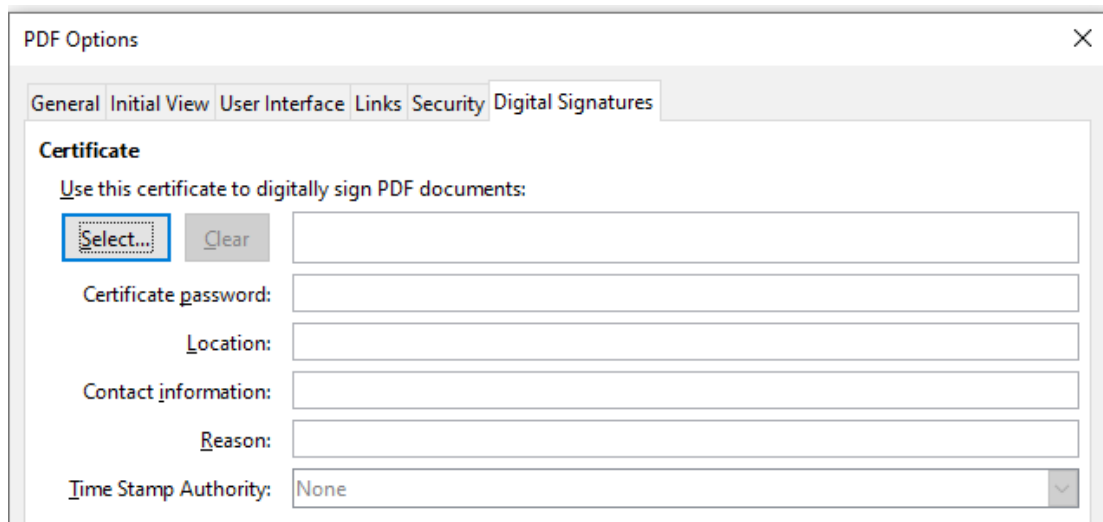 PDF Options
General Initial View User Interface Links Security Digital Signatures
Certificate
Use this certificate to digitally sign PDF documents:
Select... Clear
Certificate password:
Location:
Contact information:
Reason:
Time Stamp Authority: None